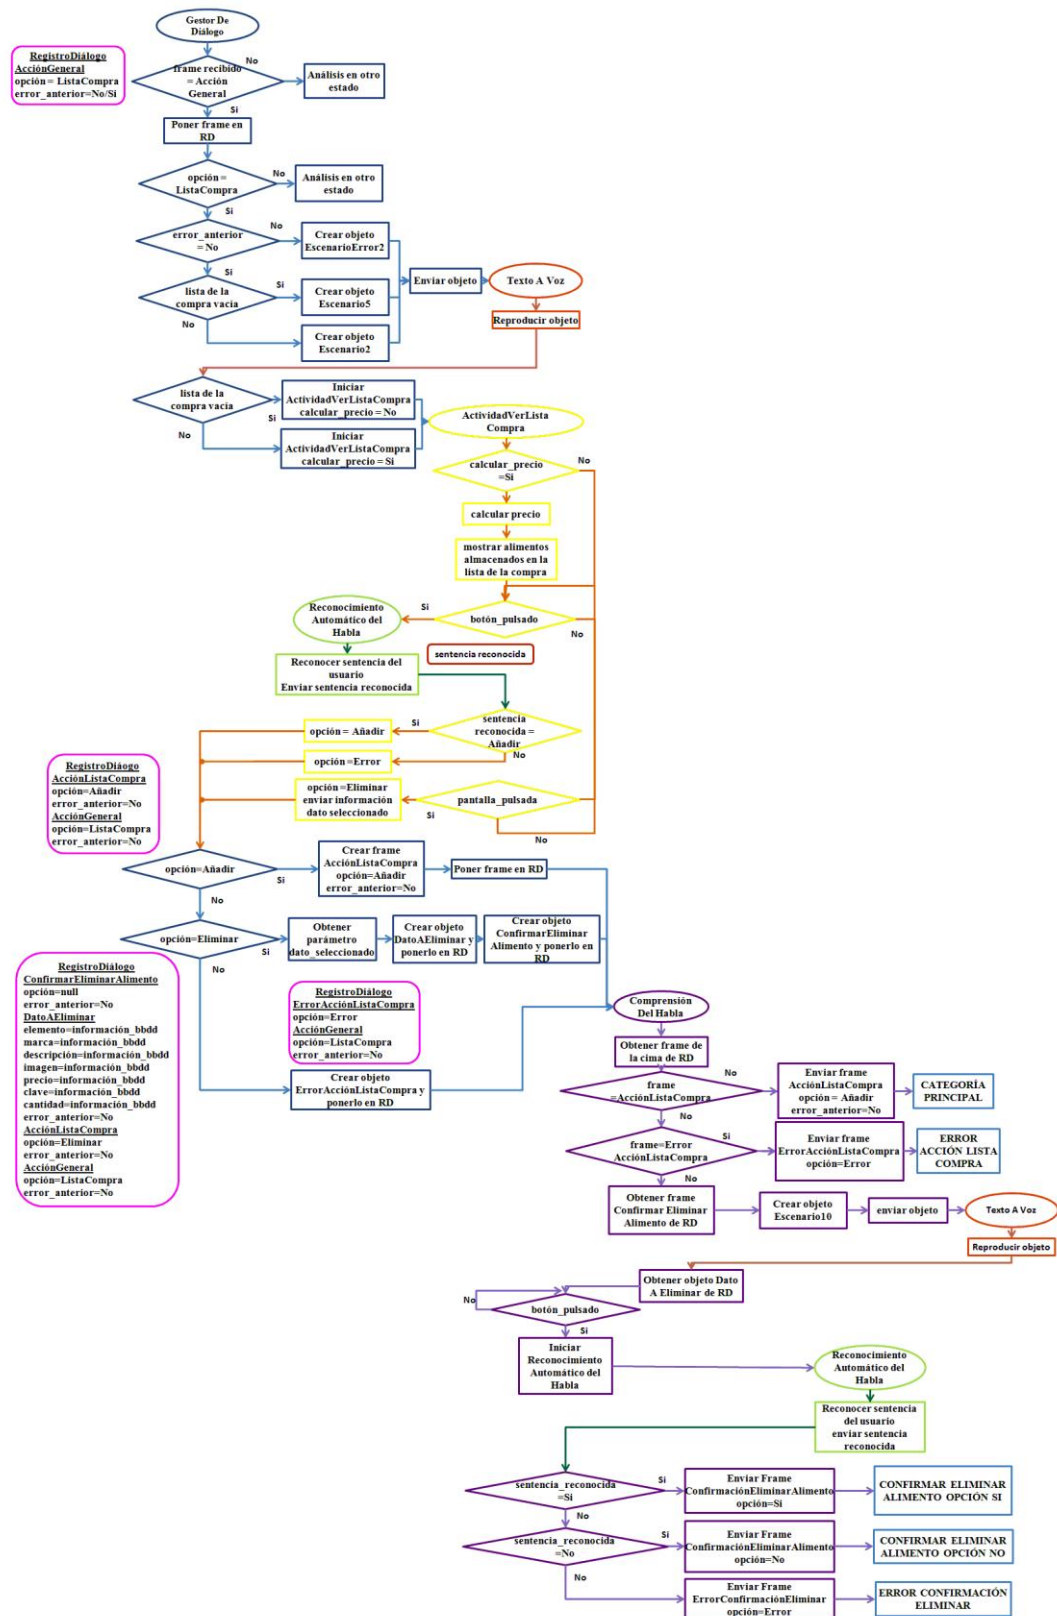 Gestor De
Diálogo
RegistroDiálogo
AcciónGeneral
opción = ListaCompra
error_anterior=No/Si
frame recibido
= Acción
General
No
Análisis en otro
estado
Si
Poner frame en
RD
opción =
ListaCompra
No
Análisis en otro
estado
Si
error_anterior
= No
No
Crear objeto
EscenarioError2
Si
lista de la
compra vacía
Si
Crear objeto
Escenario5
No
Crear objeto
Escenario2
Enviar objeto
Texto A Voz
Reproducir objeto
lista de la
compra vacía
Si
Iniciar
ActividadVerListaCompra
calcular_precio = No
No
Iniciar
ActividadVerListaCompra
calcular_precio = Si
ActividadVerLista
Compra
calcular_precio
=Si
No
calcular precio
mostrar alimentos
almacenados en la
lista de la compra
botón_pulsado
Si
No
Reconocimiento
Automático del
Habla
sentencia reconocida
Reconocer sentencia del
usuario
Enviar sentencia reconocida
sentencia
reconocida =
Añadir
Si
opción = Añadir
No
opción =Error
RegistroDiáogo
AcciónListaCompra
opción=Añadir
error_anterior=No
AcciónGeneral
opción=ListaCompra
error_anterior=No
opción =Eliminar
enviar información
dato seleccionado
pantalla_pulsada
Si
No
opción=Añadir
Si
Crear frame
AcciónListaCompra
opción=Añadir
error_anterior=No
Poner frame en RD
No
opción=Eliminar
Si
Obtener
parámetro
dato_seleccionado
Crear objeto
DatoAEliminar y
ponerlo en RD
Crear objeto
ConfirmarEliminar
Alimento y ponerlo en
RD
No
RegistroDiálogo
ConfirmarEliminarAlimento
opción=null
error_anterior=No
DatoAEliminar
elemento=información_bbdd
marca=información_bbdd
descripción=información_bbdd
imagen=información_bbdd
precio=información_bbdd
clave=información_bbdd
cantidad=información_bbdd
error_anterior=No
AcciónListaCompra
opción=Eliminar
error_anterior=No
AcciónGeneral
opción=ListaCompra
error_anterior=No
RegistroDiálogo
ErrorAcciónListaCompra
opción=Error
AcciónGeneral
opción=ListaCompra
error_anterior=No
Crear objeto
ErrorAcciónListaCompra y
ponerlo en RD
Comprensión
Del Habla
Obtener frame de
la cima de RD
frame
=AcciónListaCompra
No
Enviar frame
AcciónListaCompra
opción = Añadir
error_anterior=No
CATEGORÍA
PRINCIPAL
No
frame=Error
AcciónListaCompra
Si
Enviar frame
ErrorAcciónListaCompra
opción=Error
ERROR
ACCIÓN LISTA
COMPRA
No
Obtener frame
Confirmar Eliminar
Alimento de RD
Crear objeto
Escenario10
enviar objeto
Texto A Voz
Reproducir objeto
Obtener objeto Dato
A Eliminar de RD
No
botón_pulsado
Si
Iniciar
Reconocimiento
Automático del
Habla
Reconocimiento
Automático del
Habla
Reconocer sentencia
del usuario
enviar sentencia
reconocida
sentencia_reconocida
=Si
Si
Enviar Frame
ConfirmaciónEliminarAlimento
opción=Si
CONFIRMAR ELIMINAR
ALIMENTO OPCIÓN SI
No
sentencia_reconocida
=No
Si
Enviar Frame
ConfirmaciónEliminarAlimento
opción=No
CONFIRMAR ELIMINAR
ALIMENTO OPCIÓN NO
No
Enviar Frame
ErrorConfirmaciónEliminar
opción=Error
ERROR CONFIRMACIÓN
ELIMINAR